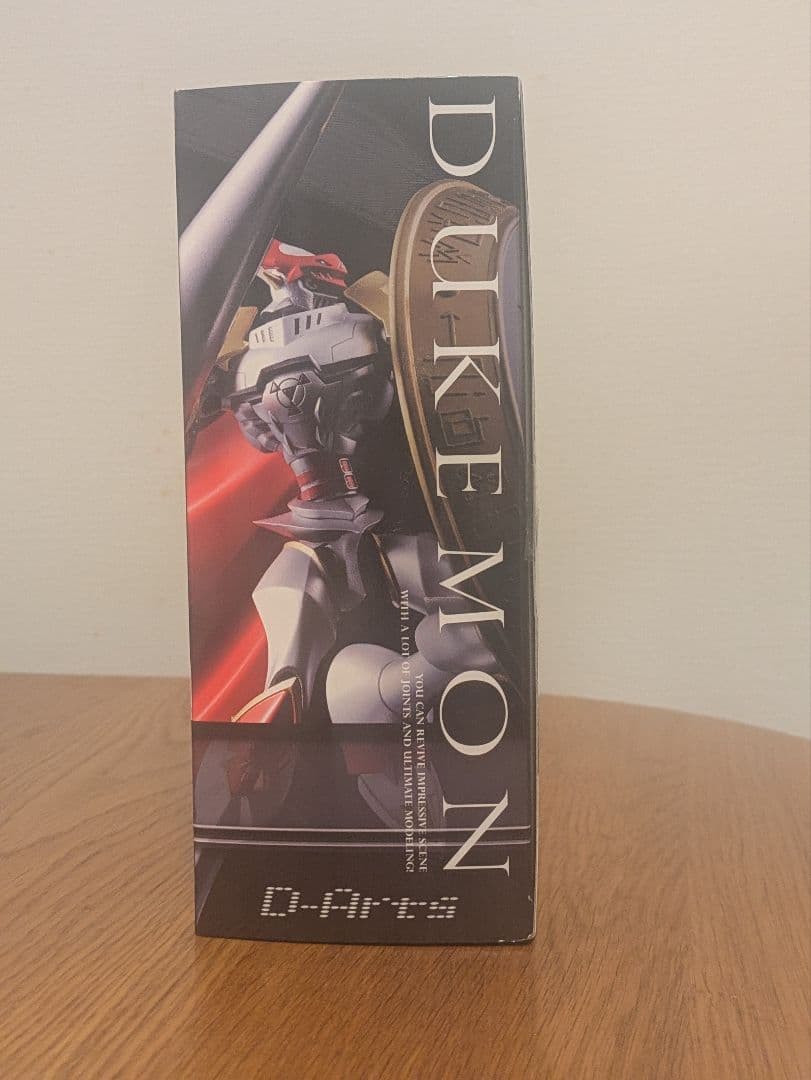 DUKEMON
YOU CAN REVIVE IMPRESSIVE SCENE
WITH A LOT OF JOINTS AND ULTIMATE MODELING!
D-Arts